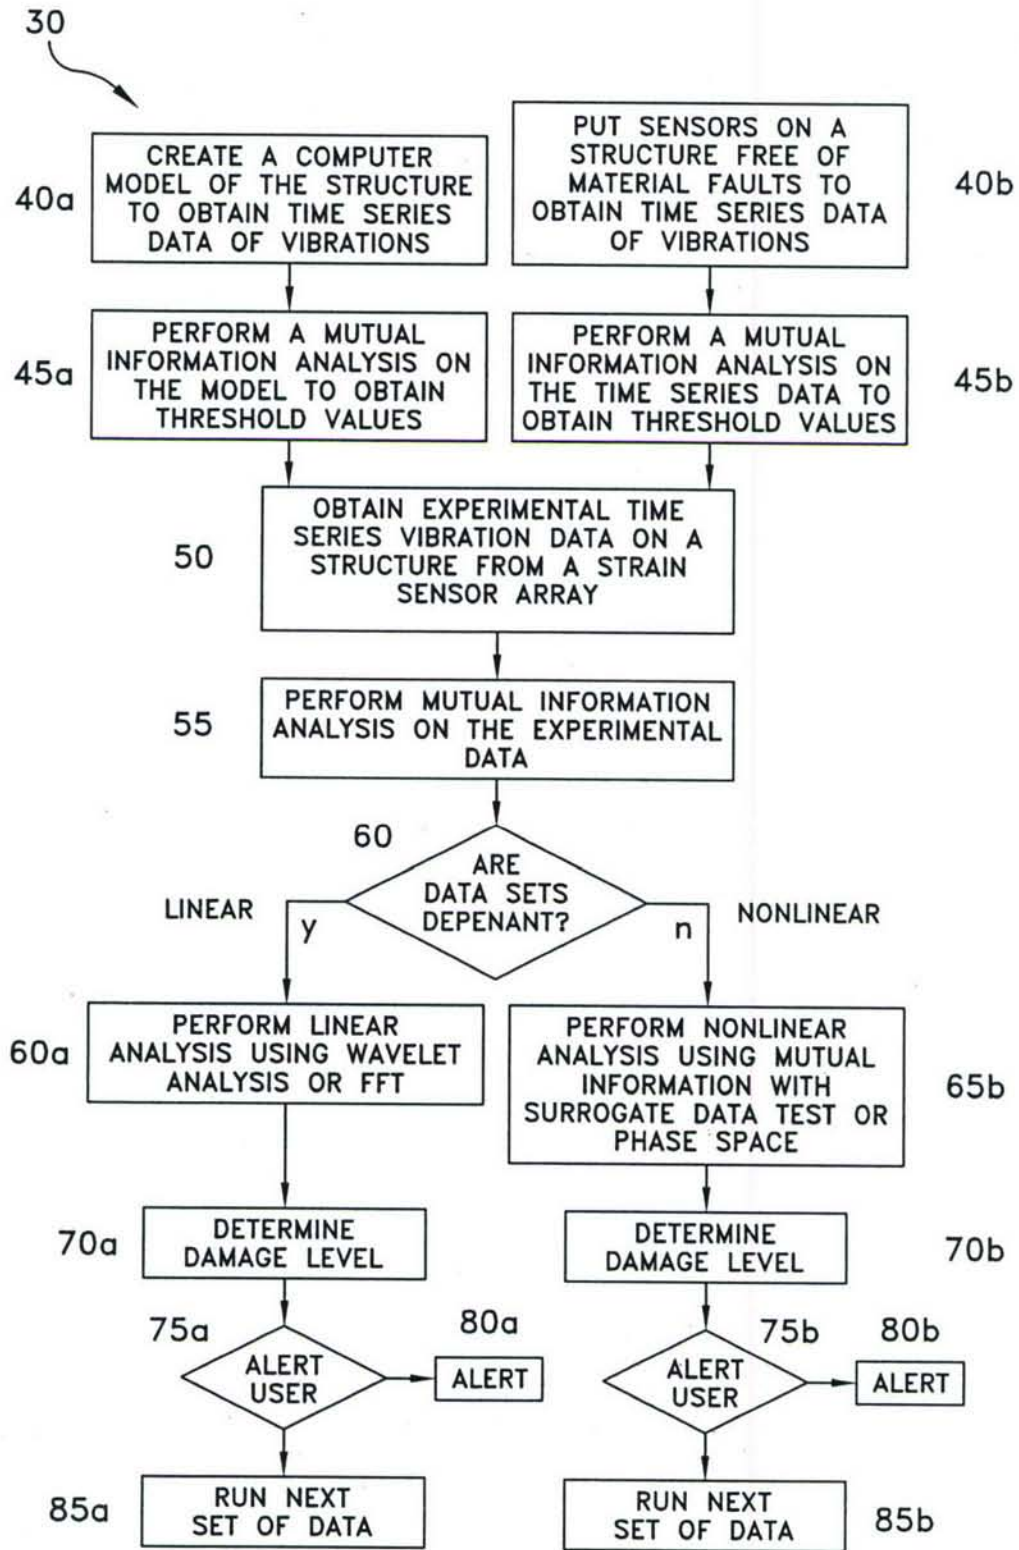 30
40a
CREATE A COMPUTER
MODEL OF THE STRUCTURE
TO OBTAIN TIME SERIES
DATA OF VIBRATIONS
PUT SENSORS ON A
STRUCTURE FREE OF
MATERIAL FAULTS TO
OBTAIN TIME SERIES DATA
OF VIBRATIONS
40b
45a
PERFORM A MUTUAL
INFORMATION ANALYSIS ON
THE MODEL TO OBTAIN
THRESHOLD VALUES
PERFORM A MUTUAL
INFORMATION ANALYSIS ON
THE TIME SERIES DATA TO
OBTAIN THRESHOLD VALUES
45b
50
OBTAIN EXPERIMENTAL TIME
SERIES VIBRATION DATA ON A
STRUCTURE FROM A STRAIN
SENSOR ARRAY
55
PERFORM MUTUAL INFORMATION
ANALYSIS ON THE EXPERIMENTAL
DATA
60
ARE
DATA SETS
DEPENANT?
LINEAR
y
n
NONLINEAR
60a
PERFORM LINEAR
ANALYSIS USING WAVELET
ANALYSIS OR FFT
PERFORM NONLINEAR
ANALYSIS USING MUTUAL
INFORMATION WITH
SURROGATE DATA TEST OR
PHASE SPACE
65b
70a
DETERMINE
DAMAGE LEVEL
DETERMINE
DAMAGE LEVEL
70b
75a
ALERT
USER
80a
ALERT
75b
ALERT
USER
80b
ALERT
85a
RUN NEXT
SET OF DATA
RUN NEXT
SET OF DATA
85b